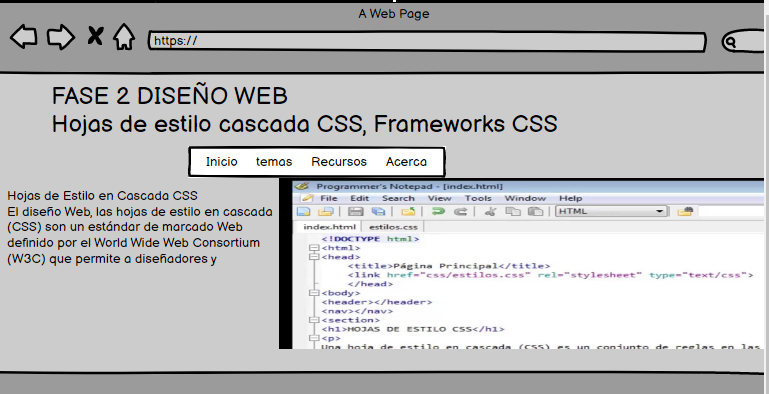 A Web Page
https://
FASE 2 DISEÑO WEB
Hojas de estilo cascada CSS, Frameworks CSS
Inicio temas Recursos Acerca
Hojas de Estilo en Cascada CSS
El diseño Web, las hojas de estilo en cascada
(CSS) son un estándar de marcado Web
definido por el World Wide Web Consortium
(W3C) que permite a diseñadores y
Programmer's Notepad - [index.html]
File Edit Search View Tools Window Help
HTML
index.html estilos.css
<!DOCTYPE html>
<html>
<head>
<title>Página Principal</title>
<link href="css/estilos.css" rel="stylesheet" type="text/css">
</head>
<body>
<header></header>
<nav></nav>
<section>
<h1>HOJAS DE ESTILO CSS</h1>
<p>
Una hoja de estilo en cascada (CSS) es un conjunto de reglas en las